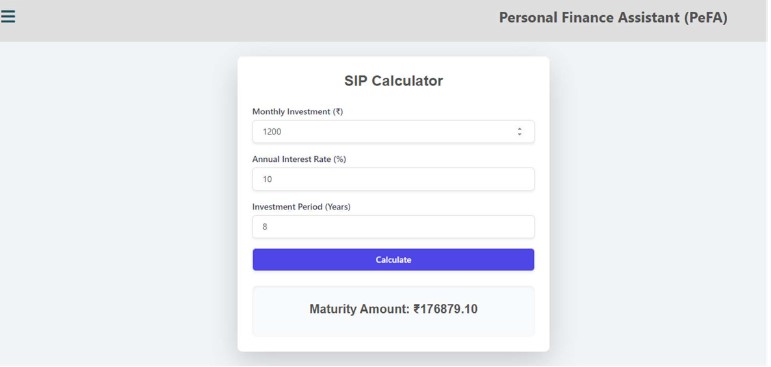 Personal Finance Assistant (PeFA)
SIP Calculator
Monthly Investment (₹)
1200
Annual Interest Rate (%)
10
Investment Period (Years)
8
Calculate
Maturity Amount: ₹176879.10